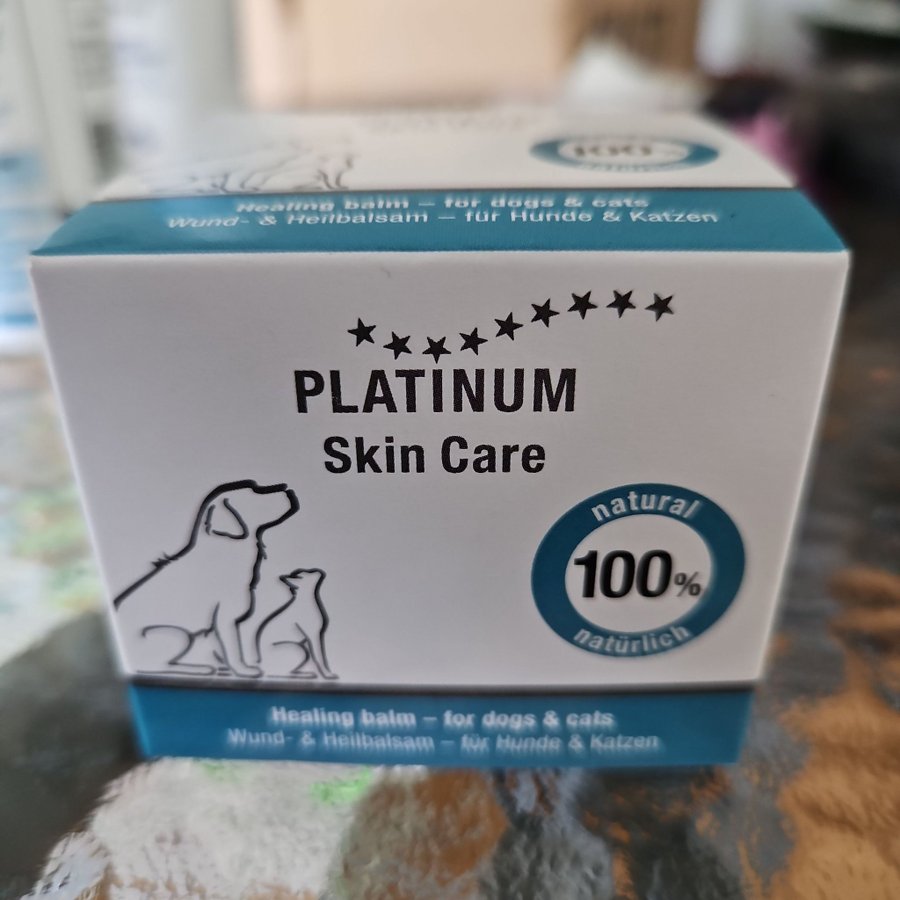 Healing balm – for dogs & cats
Wund- & Heilbalsam – für Hunde & Katzen
PLATINUM
Skin Care
natural
100%
natürlich
Healing balm – for dogs & cats
Wund- & Heilbalsam – für Hunde & Katzen